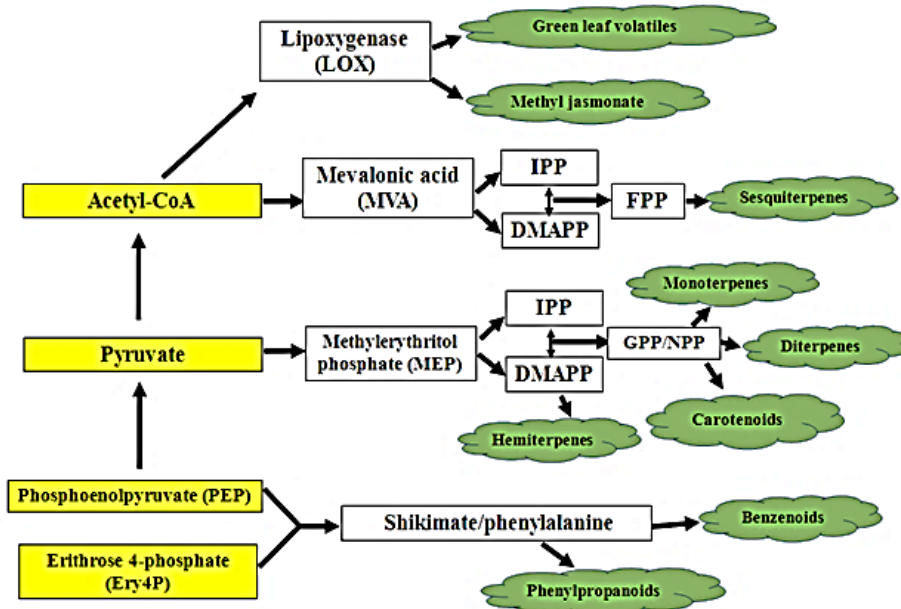 Lipoxygenase
(LOX)
Green leaf volatiles
Methyl jasmonate
Acetyl-CoA
Mevalonic acid
(MVA)
IPP
DMAPP
FPP
Sesquiterpenes
Pyruvate
Methylerythritol
phosphate (MEP)
IPP
DMAPP
GPP/NPP
Monoterpenes
Diterpenes
Carotenoids
Hemiterpenes
Phosphoenolpyruvate (PEP)
Erithrose 4-phosphate
(Ery4P)
Shikimate/phenylalanine
Benzenoids
Phenylpropanoids